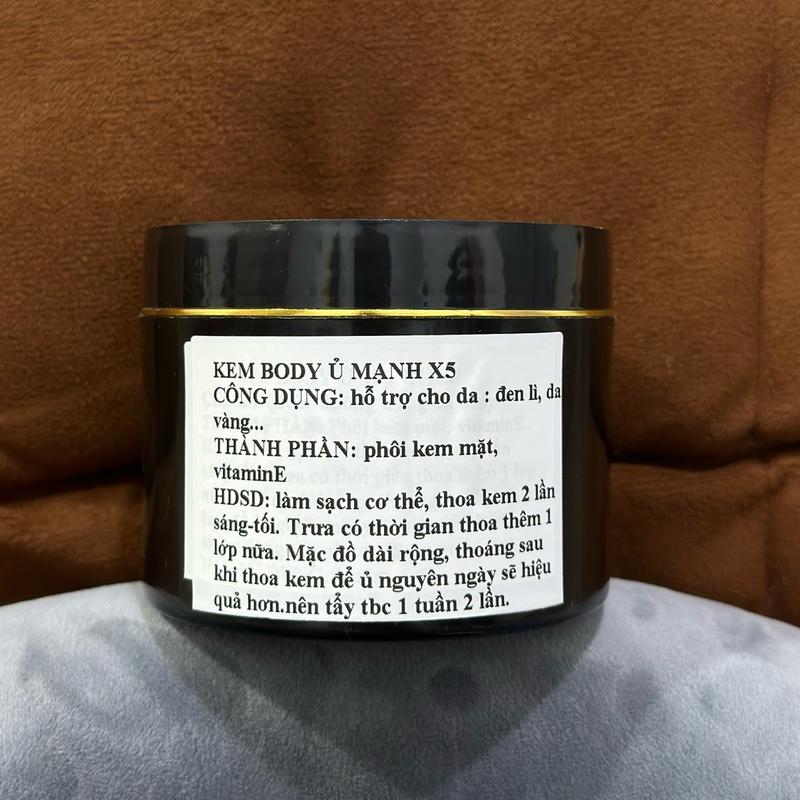 KEM BODY Ủ MẠNH X5
CÔNG DỤNG: hỗ trợ cho da : đen lì, da
vàng...
THÀNH PHẦN: phôi kem mặt,
vitaminE
HDSD: làm sạch cơ thể, thoa kem 2 lần
sáng-tối. Trưa có thời gian thoa thêm 1
lớp nữa. Mặc đồ dài rộng, thoáng sau
khi thoa kem để ủ nguyên ngày sẽ hiệu
quả hơn.nên tẩy tbc 1 tuần 2 lần.